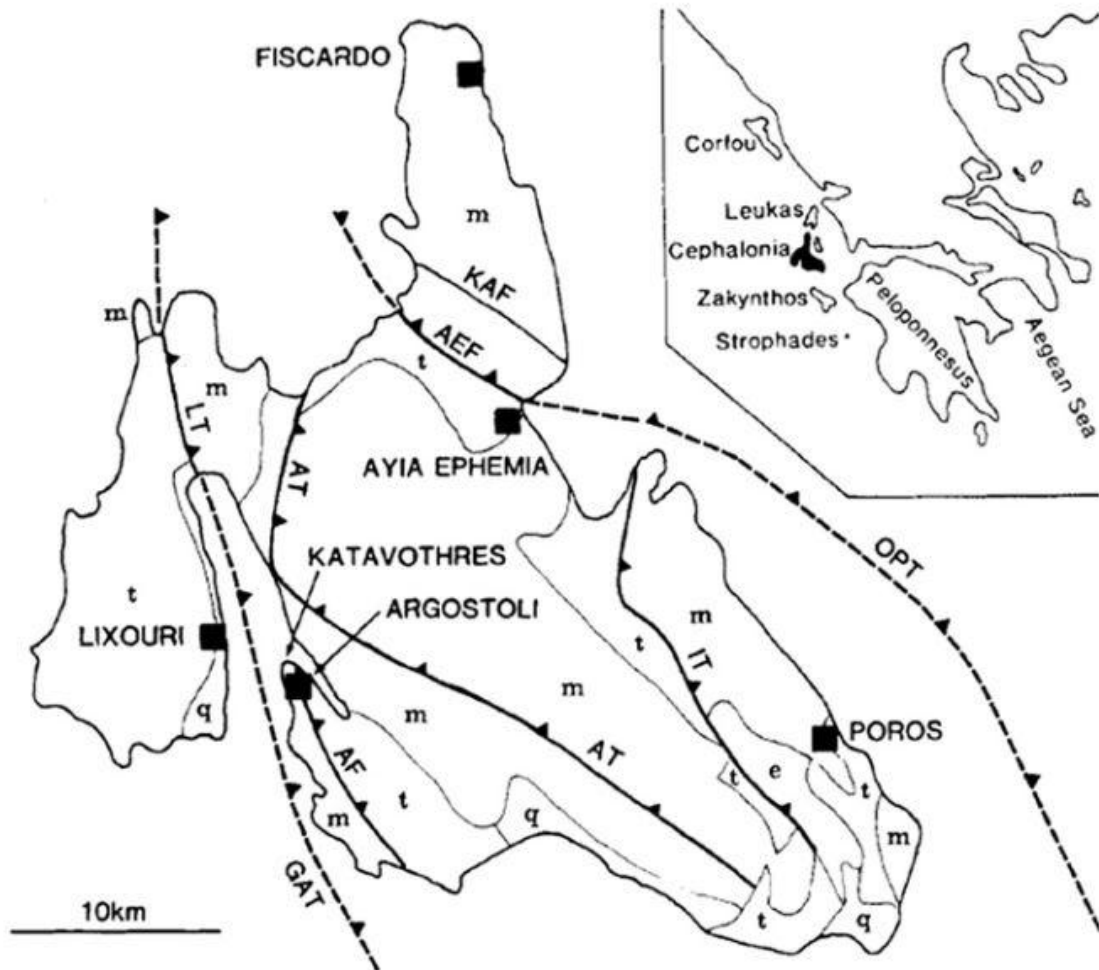 FISCARDO
m
KAF
AEF
t
m
m
LT
AT
AYIA EPHEMIA
KATAVOTHRES
ARGOSTOLI
t
LIXOURI
q
m
AF
t
m
GAT
m
AT
q
t
m
IT
OPT
POROS
t
e
t
m
t
q
10km
Corfou
Leukas
Cephalonia
Zakynthos
Strophades
Peloponnesus
Aegean Sea